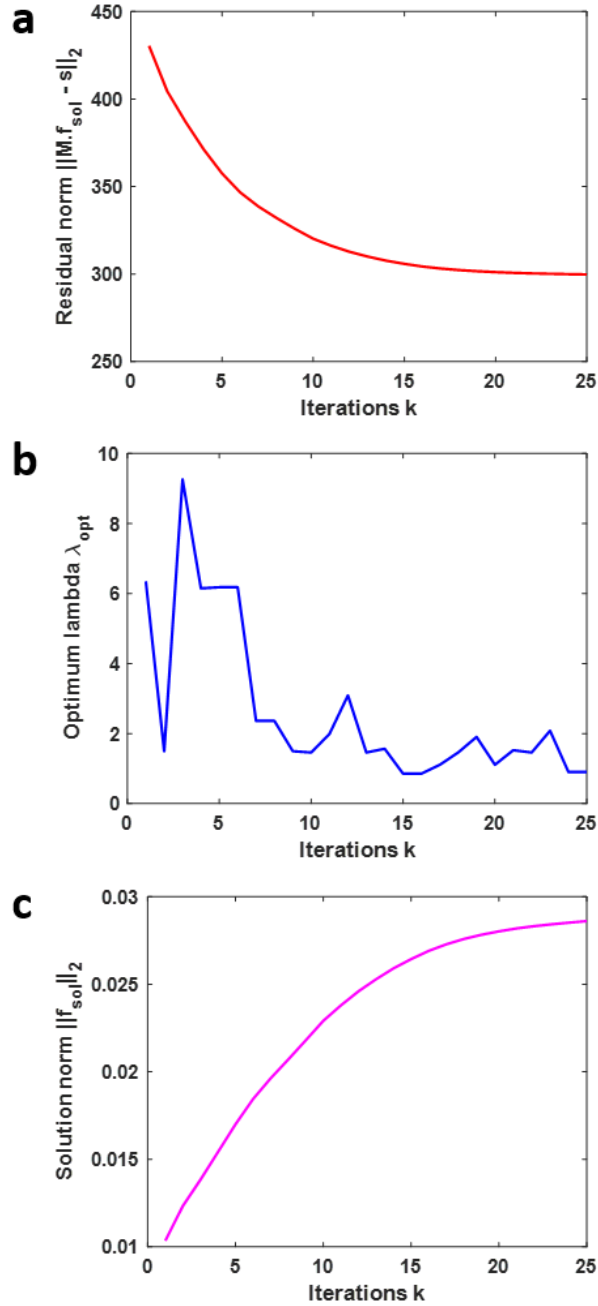 a
450
400
350
300
250
0 5 10 15 20 25
Residual norm ||M.f_sol - s||_2
Iterations k
b
10
8
6
4
2
0
0 5 10 15 20 25
Optimum lambda λ_opt
Iterations k
c
0.03
0.025
0.02
0.015
0.01
0 5 10 15 20 25
Solution norm ||f_sol||_2
Iterations k